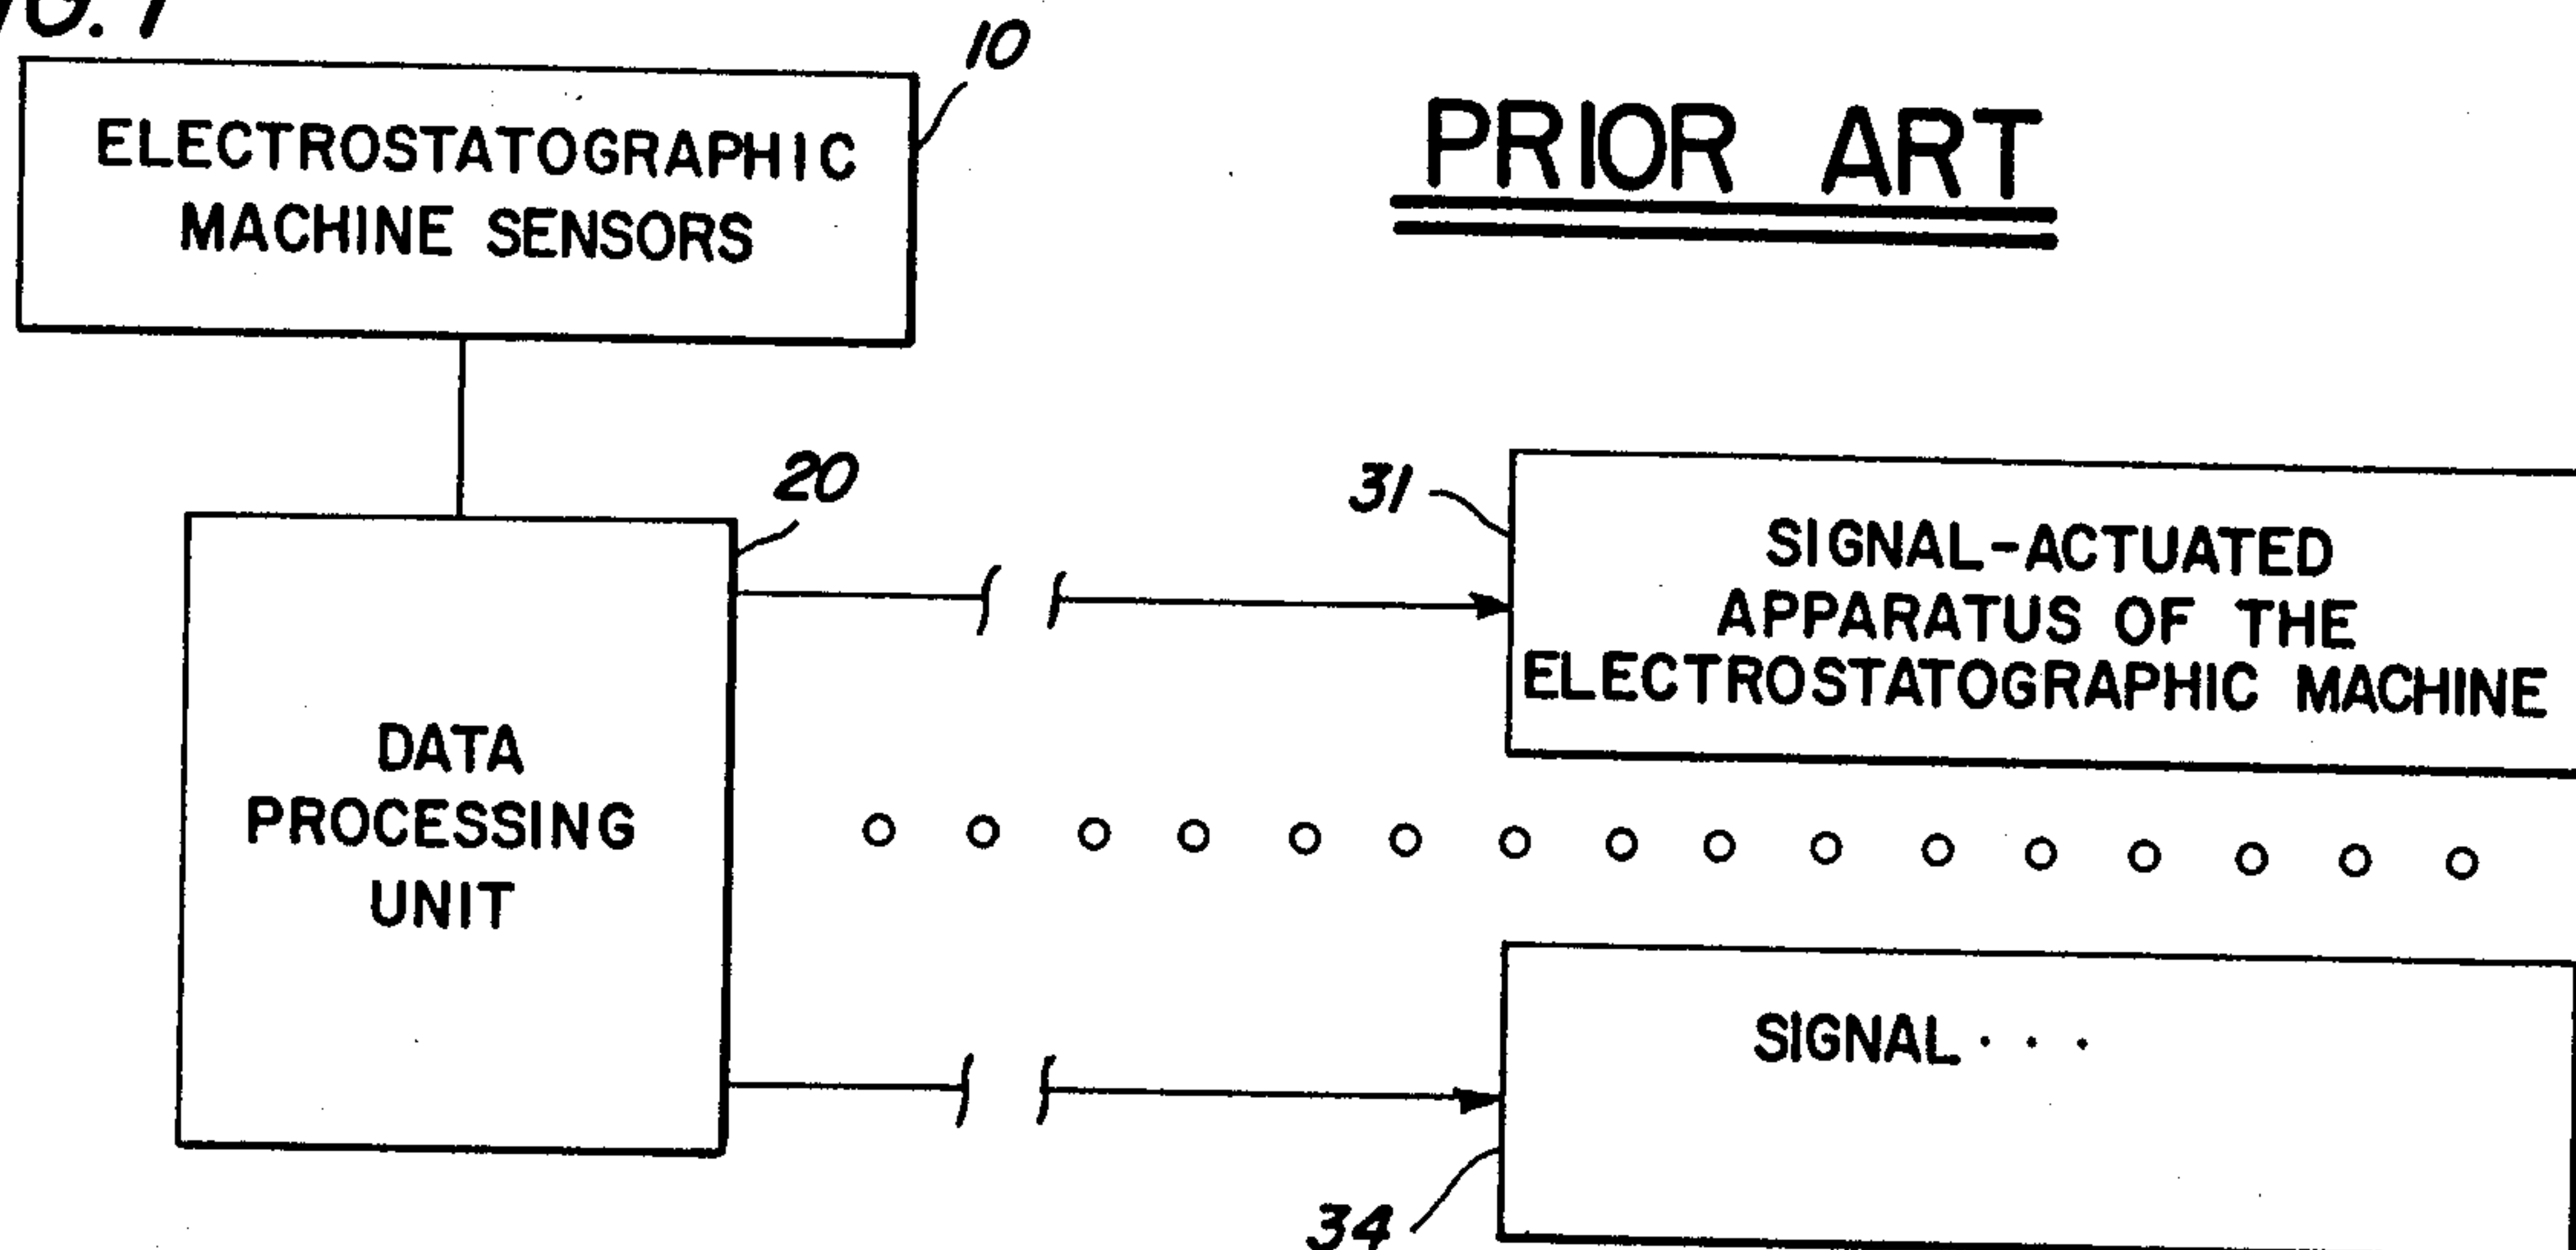 10
ELECTROSTATOGRAPHIC
MACHINE SENSORS
PRIOR ART
20
31
SIGNAL-ACTUATED
APPARATUS OF THE
ELECTROSTATOGRAPHIC MACHINE
DATA
PROCESSING
UNIT
SIGNAL . . .
34